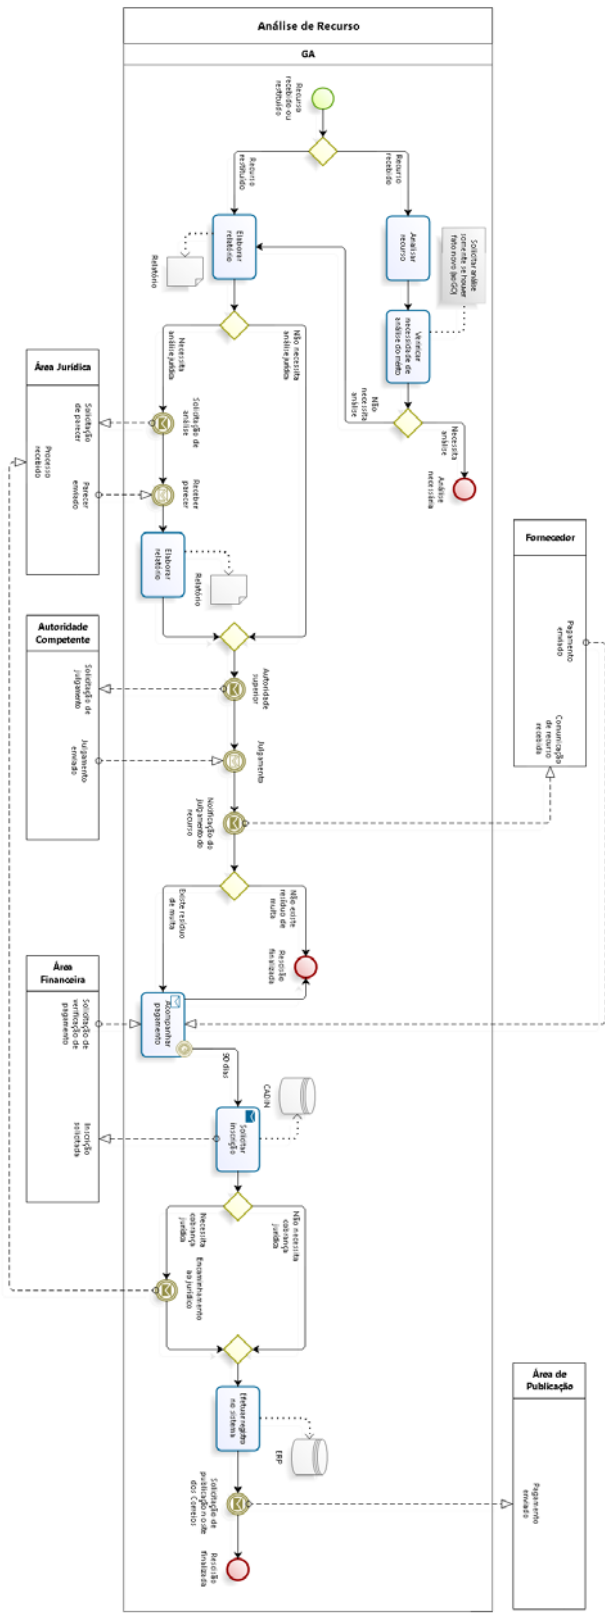 Análise de Recurso
GA
Recurso
recebido ou
restituído
Recurso
restituído
Recurso
recebido
Analisar
recurso
Solicitar análise
somente se houver
fato novo (ao GC)
Elaborar
relatório
Relatório
Verificar
necessidade de
análise do mérito
Não
necessita
análise
Necessita
análise
Análise
necessária
Necessita
análise jurídica
Não necessita
análise jurídica
Área Jurídica
Solicitação
de parecer
Processo
recebido
Parecer
enviado
Solicitação de
análise
Receber
parecer
Elaborar
relatório
Relatório
Fornecedor
Pagamento
enviado
Comunicação
de recurso
recebida
Autoridade
Competente
Solicitação de
julgamento
Julgamento
enviado
Autoridade
superior
Julgamento
Notificação do
julgamento do
recurso
Existe resíduo
de multa
Não existe
resíduo de
multa
Rescisão
finalizada
Área
Financeira
Solicitação de
verificação de
pagamento
Inscrição
solicitada
Acompanhar
pagamento
90 dias
CADIN
Solicitar
inscrição
Necessita
cobrança
jurídica
Não necessita
cobrança
jurídica
Encaminhamento
ao jurídico
Efetuar registro
no sistema
ERP
Solicitação de
publicação no site
dos Correios
Rescisão
finalizada
Área de
Publicação
Pagamento
enviado